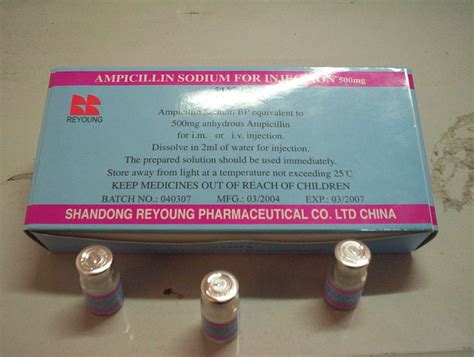 AMPICILLIN SODIUM FOR INJECTION 500mg
REYOUNG
Ampicillin Sodium BP equivalent to
500mg anhydrous Ampicillin
for i.m. or i.v. injection.
Dissolve in 2ml of water for injection.
The prepared solution should be used immediately.
Store away from light at a temperature not exceeding 25℃
KEEP MEDICINES OUT OF REACH OF CHILDREN
BATCH NO.: 040307 MFG.: 03/2004 EXP.: 03/2007
SHANDONG REYOUNG PHARMACEUTICAL CO. LTD CHINA